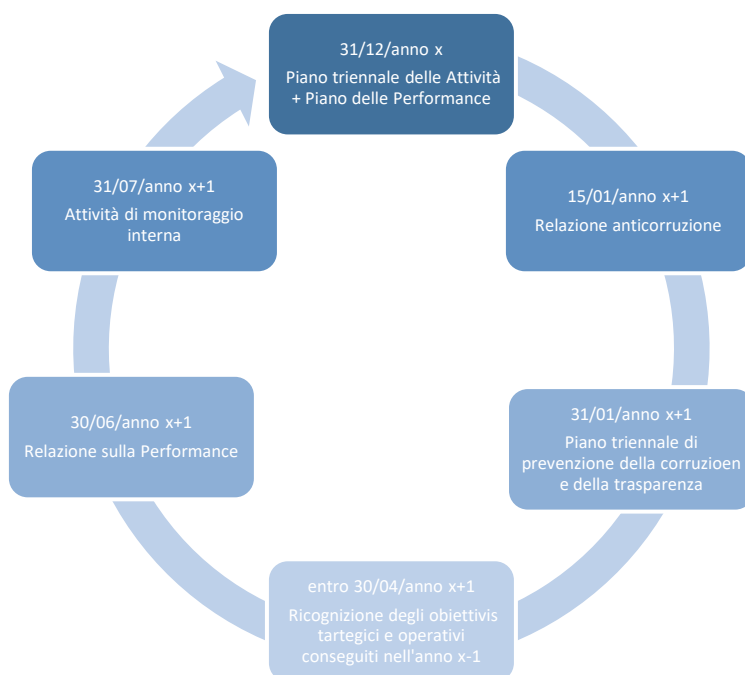 31/12/anno x
Piano triennale delle Attività
+ Piano delle Performance
15/01/anno x+1
Relazione anticorruzione
31/01/anno x+1
Piano triennale di
prevenzione della corruzioen
e della trasparenza
entro 30/04/anno x+1
Ricognizione degli obiettivis
tartegici e operativi
conseguiti nell'anno x-1
30/06/anno x+1
Relazione sulla Performance
31/07/anno x+1
Attività di monitoraggio
interna